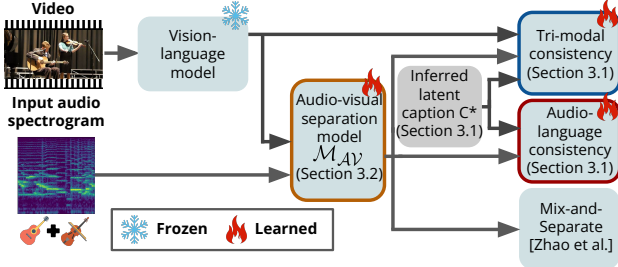 Video
Vision-
language
model
Input audio
spectrogram
Audio-visual
separation
model
M_AV
(Section 3.2)
Inferred
latent
caption C*
(Section 3.1)
Tri-modal
consistency
(Section 3.1)
Audio-
language
consistency
(Section 3.1)
Mix-and-
Separate
[Zhao et al.]
Frozen
Learned